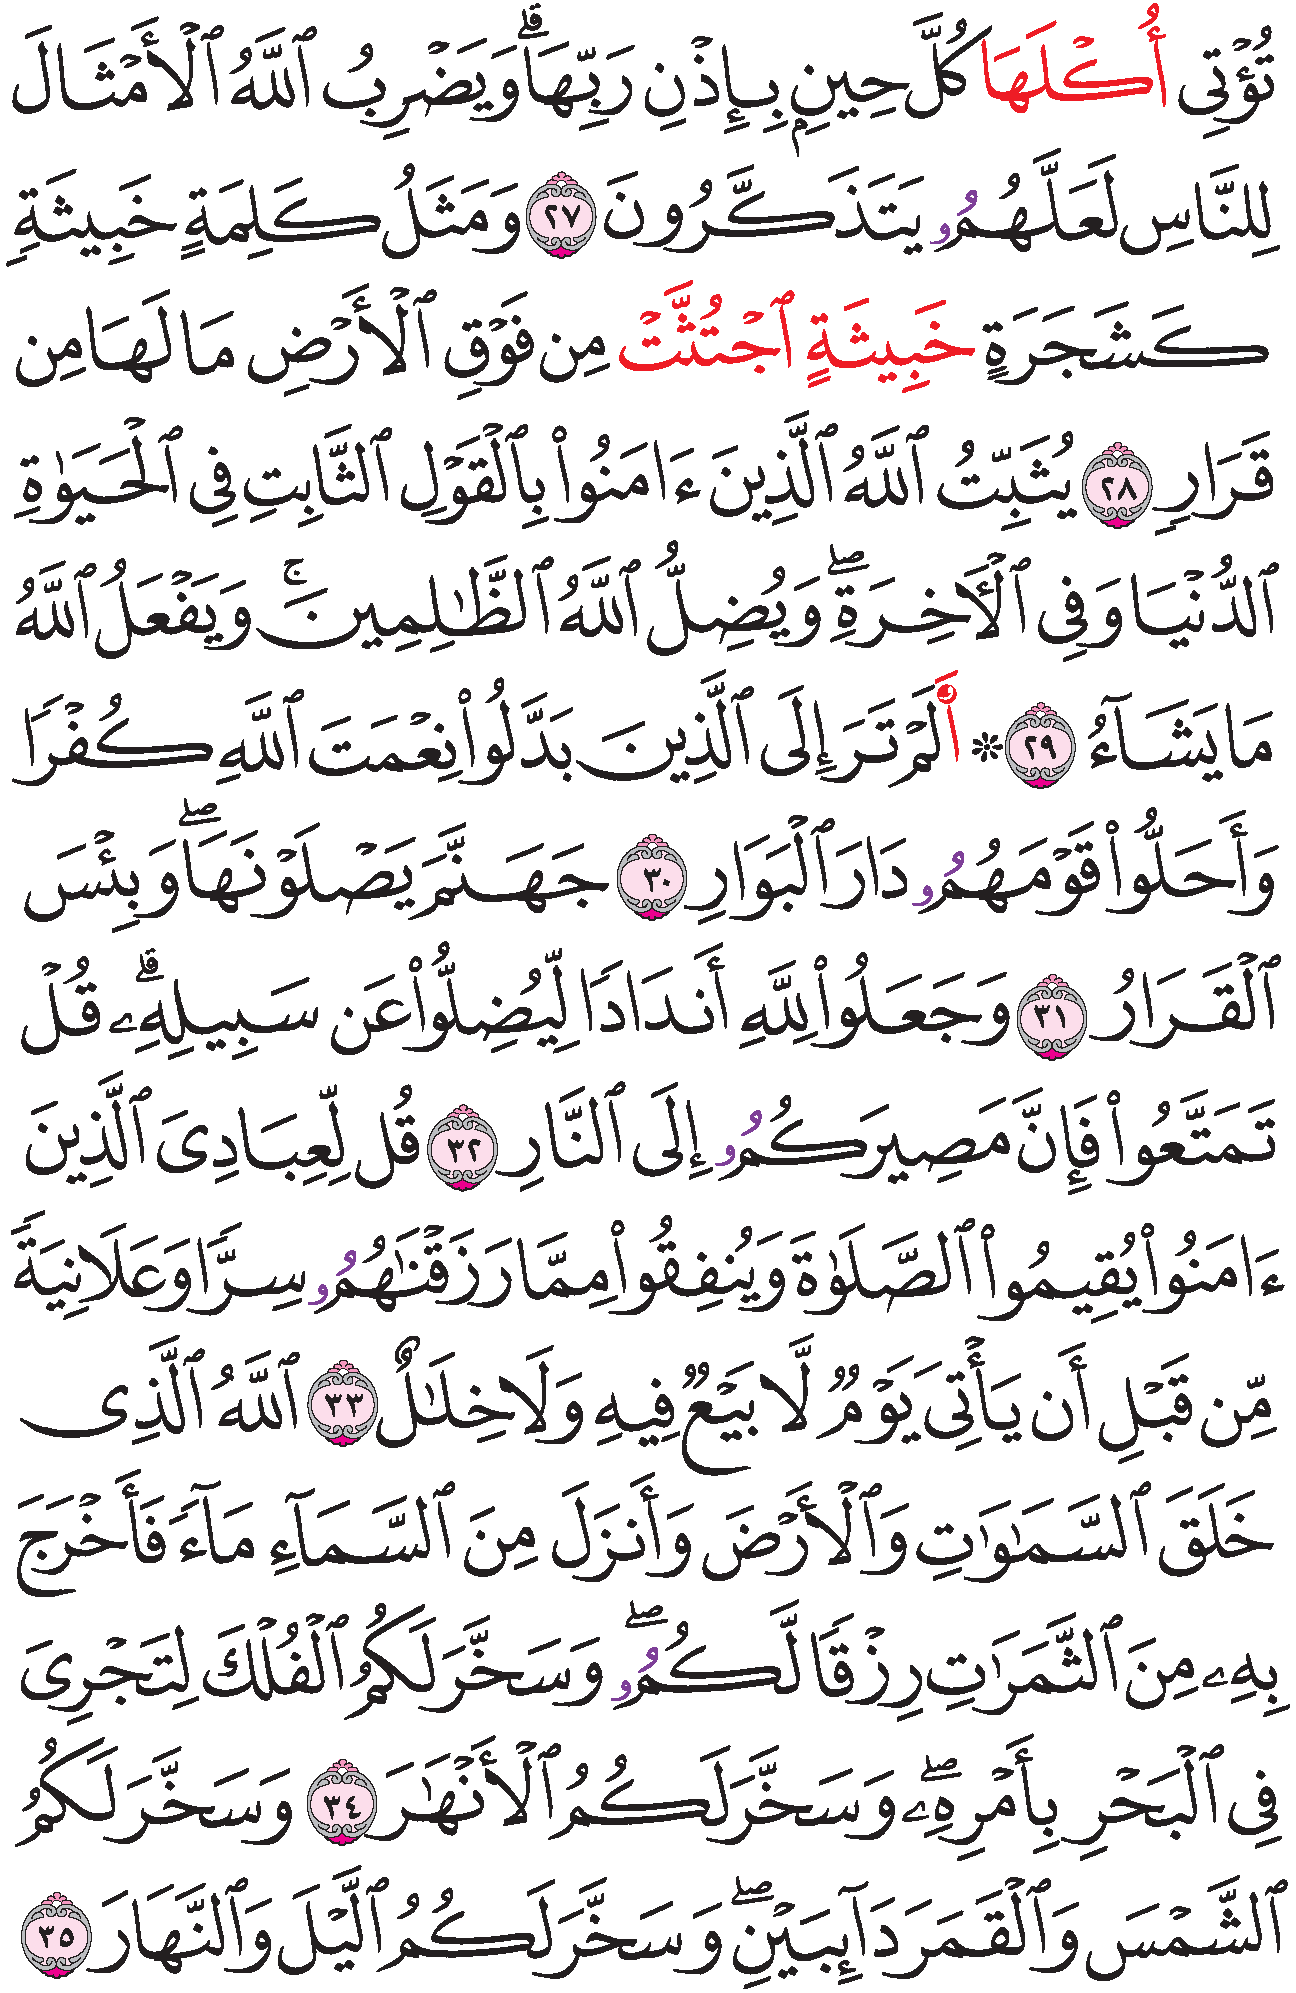 تُؤْتِىٓ أُكُلَهَا كُلَّ حِينِۭ بِإِذْنِ رَبِّهَاۗ وَيَضْرِبُ ٱللَّهُ ٱلْأَمْثَالَ
لِلنَّاسِ لَعَلَّهُمُۥ يَتَذَكَّرُونَ ٢٧ وَمَثَلُ كَلِمَةٍ خَبِيثَةٍ
كَشَجَرَةٍ خَبِيثَةٍ ٱجْتُثَّتْ مِن فَوْقِ ٱلْأَرْضِ مَا لَهَا مِن
قَرَارٍ ٢٨ يُثَبِّتُ ٱللَّهُ ٱلَّذِينَ ءَامَنُوا۟ بِٱلْقَوْلِ ٱلثَّابِتِ فِى ٱلْحَيَوٰةِ
ٱلدُّنْيَا وَفِى ٱلْأَخِرَةِۖ وَيُضِلُّ ٱللَّهُ ٱلظَّٰلِمِينَۚ وَيَفْعَلُ ٱللَّهُ
مَا يَشَآءُ ٢٩ ۞ أَلَمْ تَرَ إِلَى ٱلَّذِينَ بَدَّلُوا۟ نِعْمَتَ ٱللَّهِ كُفْرًا
وَأَحَلُّوا۟ قَوْمَهُمُۥ دَارَ ٱلْبَوَارِ ٣٠ جَهَنَّمَ يَصْلَوْنَهَاۖ وَبِئْسَ
ٱلْقَرَارُ ٣١ وَجَعَلُوا۟ لِلَّهِ أَندَادًا لِّيُضِلُّوا۟ عَن سَبِيلِهِۦۗ قُلْ
تَمَتَّعُوا۟ فَإِنَّ مَصِيرَكُمُۥ إِلَى ٱلنَّارِ ٣٢ قُل لِّعِبَادِىَ ٱلَّذِينَ
ءَامَنُوا۟ يُقِيمُوا۟ ٱلصَّلَوٰةَ وَيُنفِقُوا۟ مِمَّا رَزَقْنَٰهُمُۥ سِرًّا وَعَلَانِيَةً
مِّن قَبْلِ أَن يَأْتِىَ يَوْمٌ لَّا بَيْعٌ فِيهِ وَلَا خِلَٰلٌ ٣٣ ٱللَّهُ ٱلَّذِى
خَلَقَ ٱلسَّمَٰوَٰتِ وَٱلْأَرْضَ وَأَنزَلَ مِنَ ٱلسَّمَآءِ مَآءً فَأَخْرَجَ
بِهِۦ مِنَ ٱلثَّمَرَٰتِ رِزْقًا لَّكُمُۥۖ وَسَخَّرَ لَكُمُ ٱلْفُلْكَ لِتَجْرِىَ
فِى ٱلْبَحْرِ بِأَمْرِهِۦۖ وَسَخَّرَ لَكُمُ ٱلْأَنْهَٰرَ ٣٤ وَسَخَّرَ لَكُمُ
ٱلشَّمْسَ وَٱلْقَمَرَ دَآئِبَيْنِۖ وَسَخَّرَ لَكُمُ ٱلَّيْلَ وَٱلنَّهَارَ ٣٥